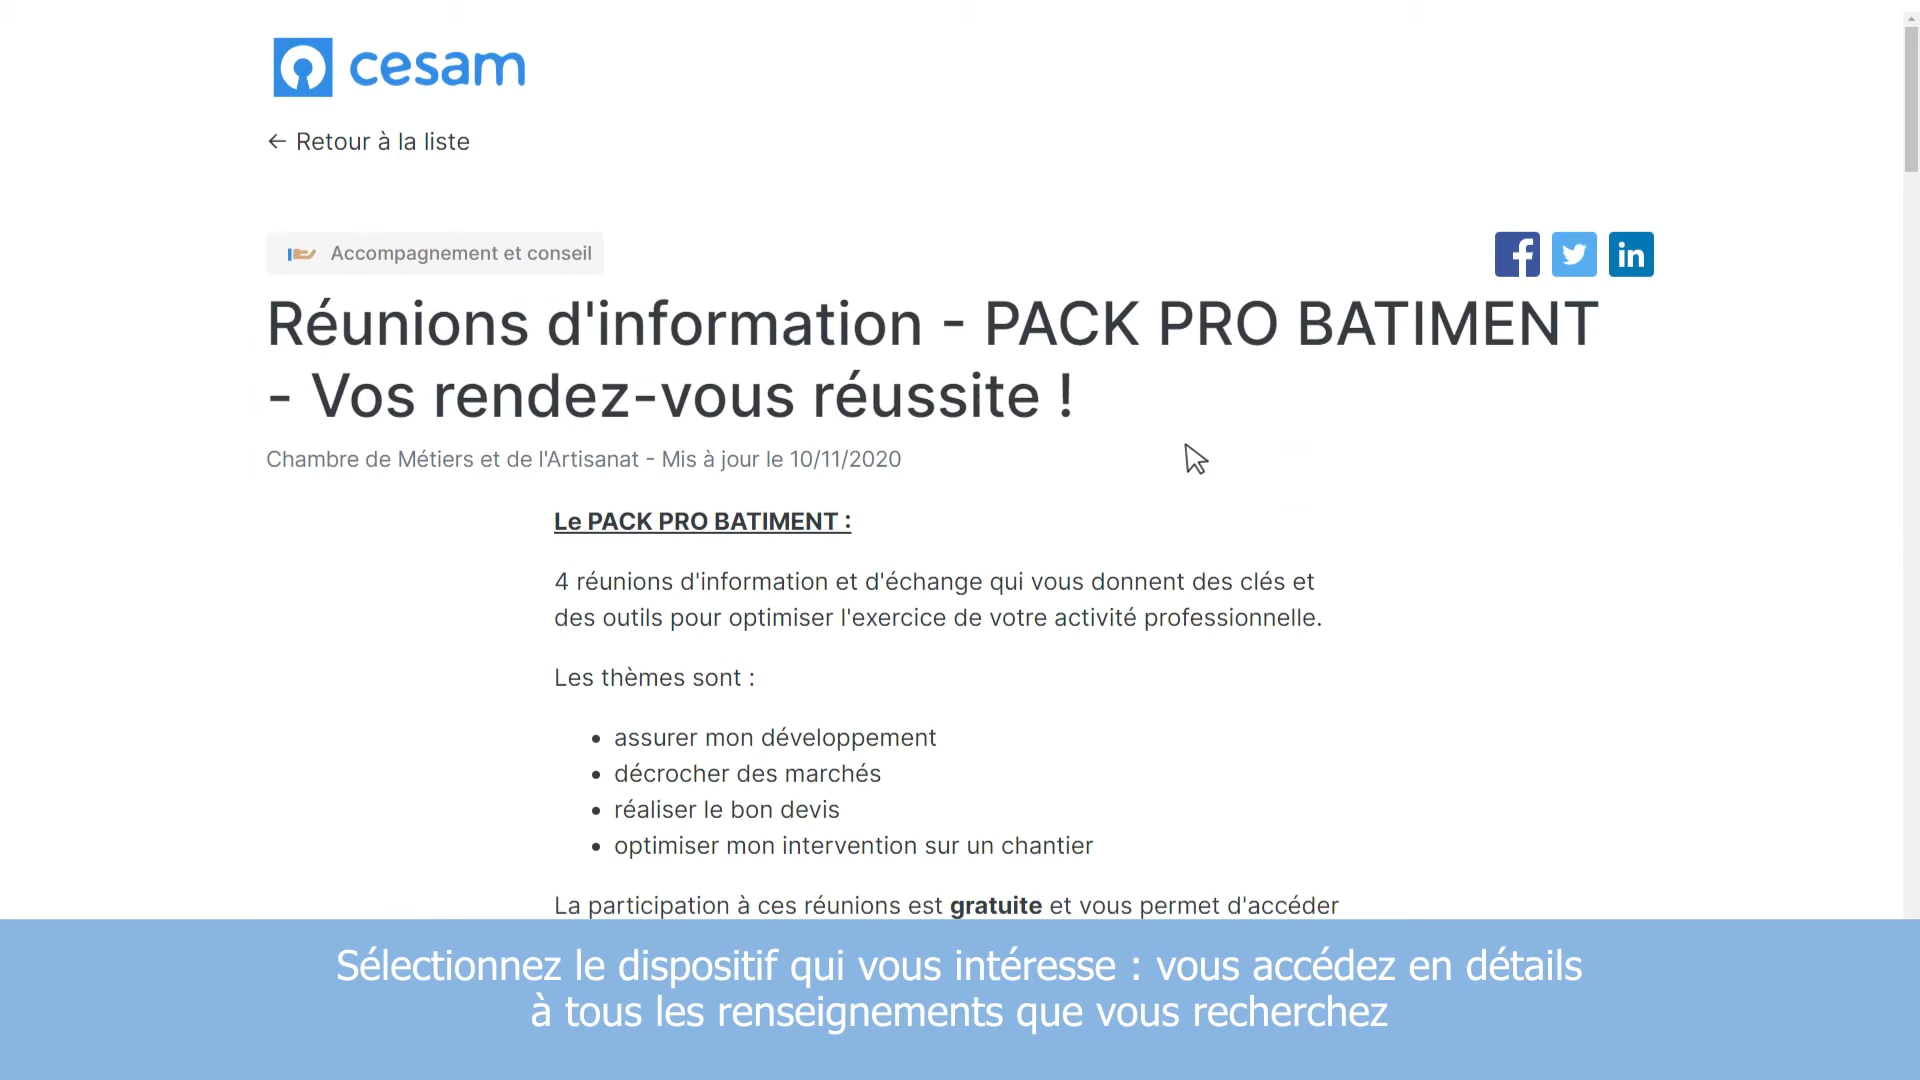 cesam
← Retour à la liste
Accompagnement et conseil
Réunions d'information - PACK PRO BATIMENT
- Vos rendez-vous réussite !
Chambre de Métiers et de l'Artisanat - Mis à jour le 10/11/2020
Le PACK PRO BATIMENT :
4 réunions d'information et d'échange qui vous donnent des clés et
des outils pour optimiser l'exercice de votre activité professionnelle.
Les thèmes sont :
• assurer mon développement
• décrocher des marchés
• réaliser le bon devis
• optimiser mon intervention sur un chantier
La participation à ces réunions est gratuite et vous permet d'accéder
Sélectionnez le dispositif qui vous intéresse : vous accédez en détails
à tous les renseignements que vous recherchez